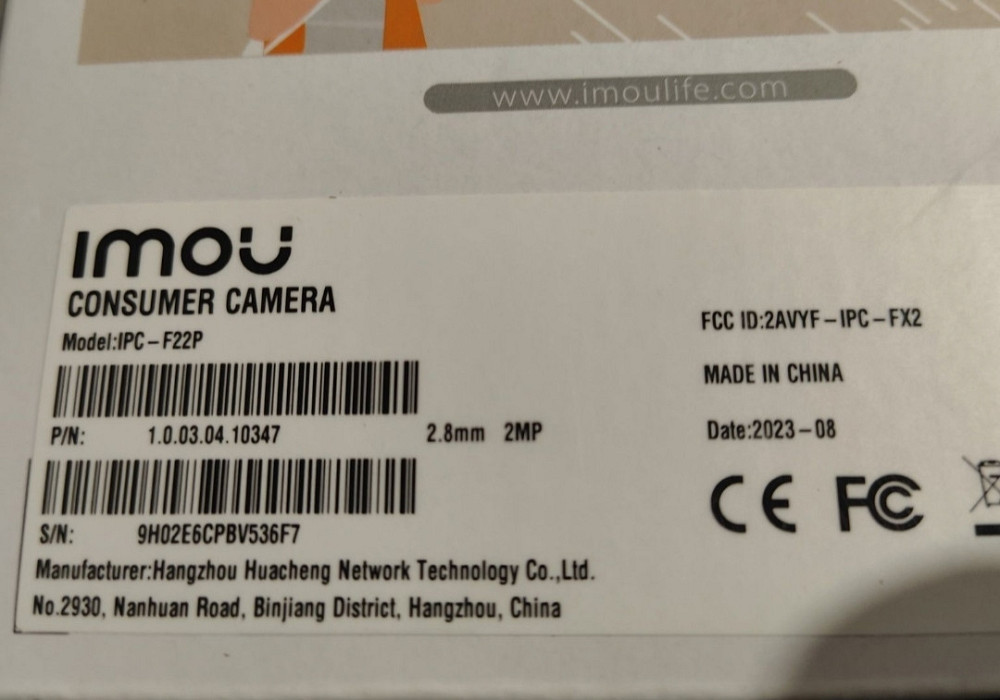 www.imoulife.com
imou
CONSUMER CAMERA
Model:IPC-F22P
P/N: 1.0.03.04.10347
2.8mm 2MP
S/N: 9H02E6CPBV536F7
Manufacturer:Hangzhou Huacheng Network Technology Co.,Ltd.
No.2930, Nanhuan Road, Binjiang District, Hangzhou, China
FCC ID:2AVYF-IPC-FX2
MADE IN CHINA
Date:2023-08
CE FC